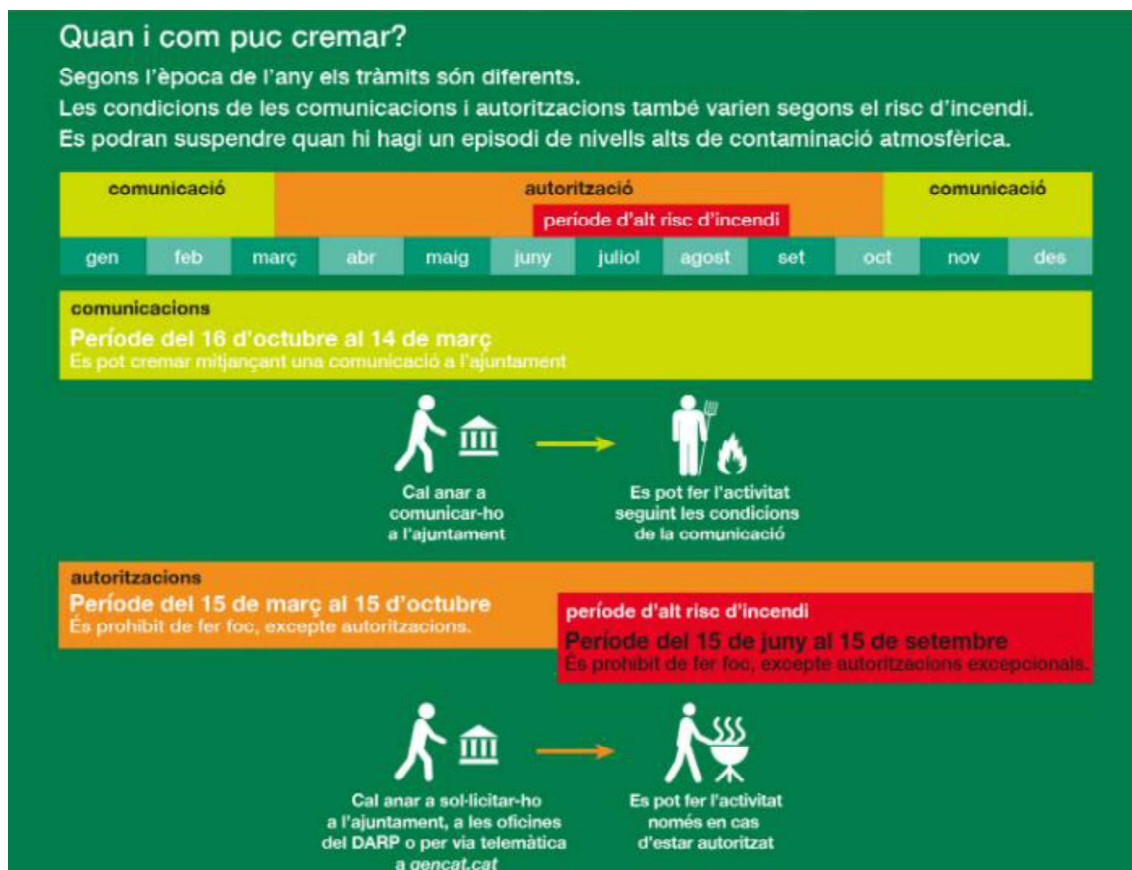 Quan i com puc cremar?
Segons l'època de l'any els tràmits són diferents.
Les condicions de les comunicacions i autoritzacions també varien segons el risc d'incendi.
Es podran suspendre quan hi hagi un episodi de nivells alts de contaminació atmosfèrica.
comunicació autorització comunicació
període d'alt risc d'incendi
gen feb març abr maig juny juliol agost set oct nov des
comunicacions
Període del 16 d'octubre al 14 de març
Es pot cremar mitjançant una comunicació a l'ajuntament
Cal anar a
comunicar-ho
a l'ajuntament
Es pot fer l'activitat
seguint les condicions
de la comunicació
autoritzacions
Període del 15 de març al 15 d'octubre
És prohibit de fer foc, excepte autoritzacions.
període d'alt risc d'incendi
Període del 15 de juny al 15 de setembre
És prohibit de fer foc, excepte autoritzacions excepcionals.
Cal anar a sol·licitar-ho
a l'ajuntament, a les oficines
del DARP o per via telemàtica
a gencat.cat
Es pot fer l'activitat
només en cas
d'estar autoritzat